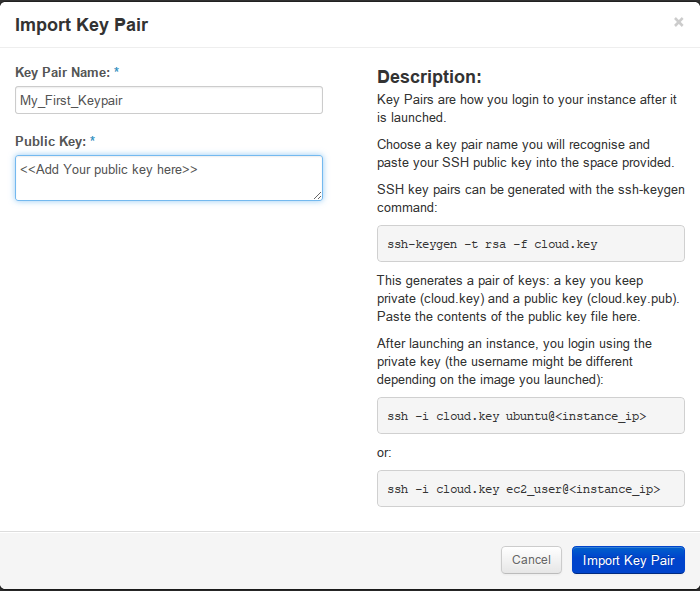 Import Key Pair
×
Key Pair Name: *
My_First_Keypair
Public Key: *
<<Add Your public key here>>
Description:
Key Pairs are how you login to your instance after it
is launched.
Choose a key pair name you will recognise and
paste your SSH public key into the space provided.
SSH key pairs can be generated with the ssh-keygen
command:
ssh-keygen -t rsa -f cloud.key
This generates a pair of keys: a key you keep
private (cloud.key) and a public key (cloud.key.pub).
Paste the contents of the public key file here.
After launching an instance, you login using the
private key (the username might be different
depending on the image you launched):
ssh -i cloud.key ubuntu@<instance_ip>
or:
ssh -i cloud.key ec2_user@<instance_ip>
Cancel
Import Key Pair